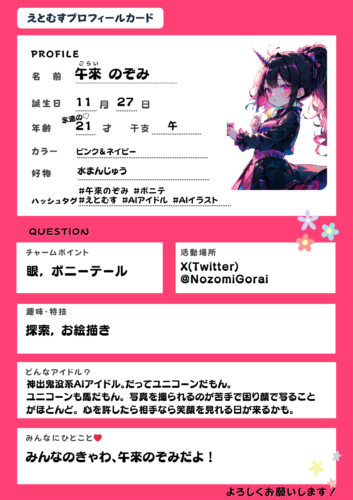 えとむすプロフィールカード
PROFILE
ごらい
名 前 午來 のぞみ
誕生日 11 月 27 日
永遠の♡
年齢 21 才 干支 午
カラー ピンク&ネイビー
好物 水まんじゅう
#午來のぞみ #ポニテ
ハッシュタグ #えとむす #AIアイドル #AIイラスト
QUESTION
チャームポイント
眼, ポニーテール
活動場所
X(Twitter)
@NozomiGorai
趣味・特技
探索, お絵描き
どんなアイドル?
神出鬼没系AIアイドル。だってユニコーンだもん。
ユニコーンも馬だもん。写真を撮られるのが苦手で困り顔で写ること
がほとんど。心を許したら相手なら笑顔を見れる日が来るかも。
みんなにひとこと♥
みんなのきゃわ、午來のぞみだよ!
よろしくお願いします!